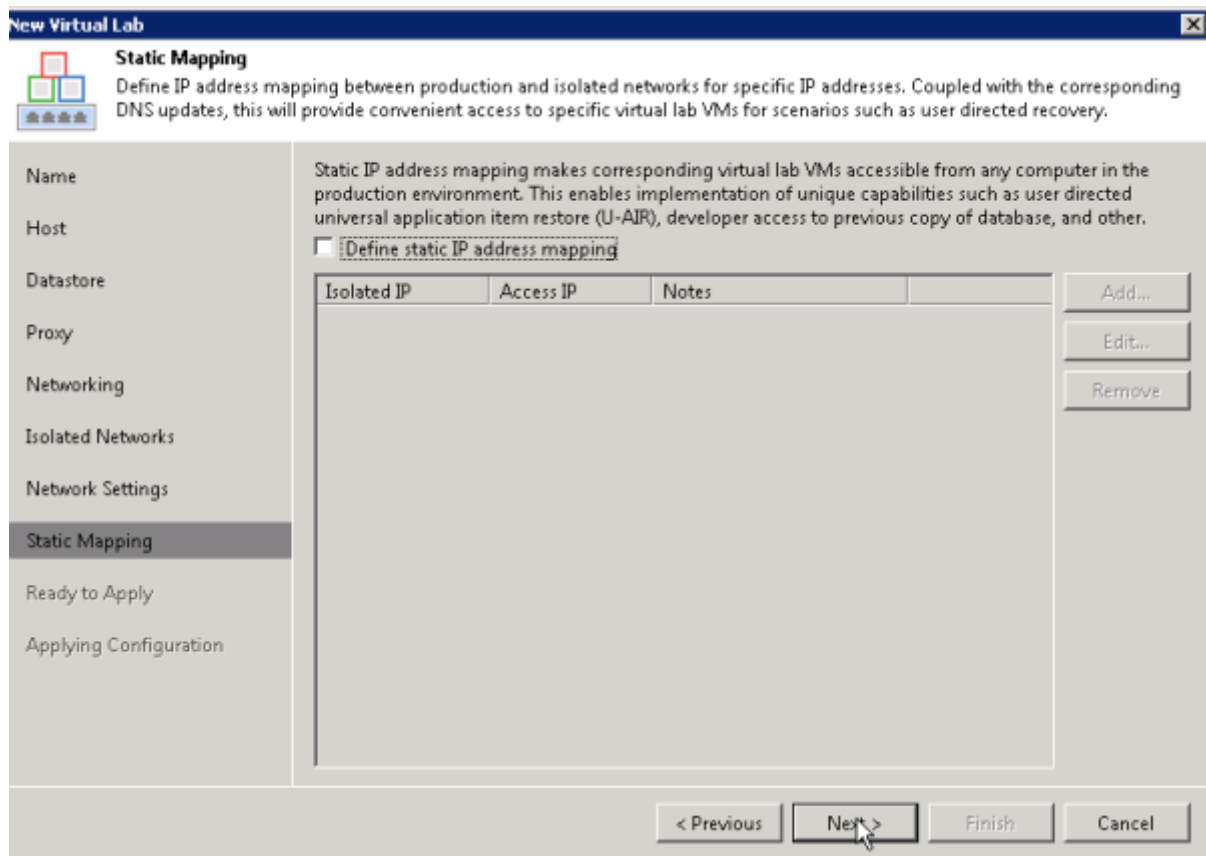 New Virtual Lab
Static Mapping
Define IP address mapping between production and isolated networks for specific IP addresses. Coupled with the corresponding
DNS updates, this will provide convenient access to specific virtual lab VMs for scenarios such as user directed recovery.
Name
Host
Datastore
Proxy
Networking
Isolated Networks
Network Settings
Static Mapping
Ready to Apply
Applying Configuration
Static IP address mapping makes corresponding virtual lab VMs accessible from any computer in the
production environment. This enables implementation of unique capabilities such as user directed
universal application item restore (U-AIR), developer access to previous copy of database, and other.
Define static IP address mapping
Isolated IP Access IP Notes
Add...
Edit...
Remove
< Previous Next > Finish Cancel